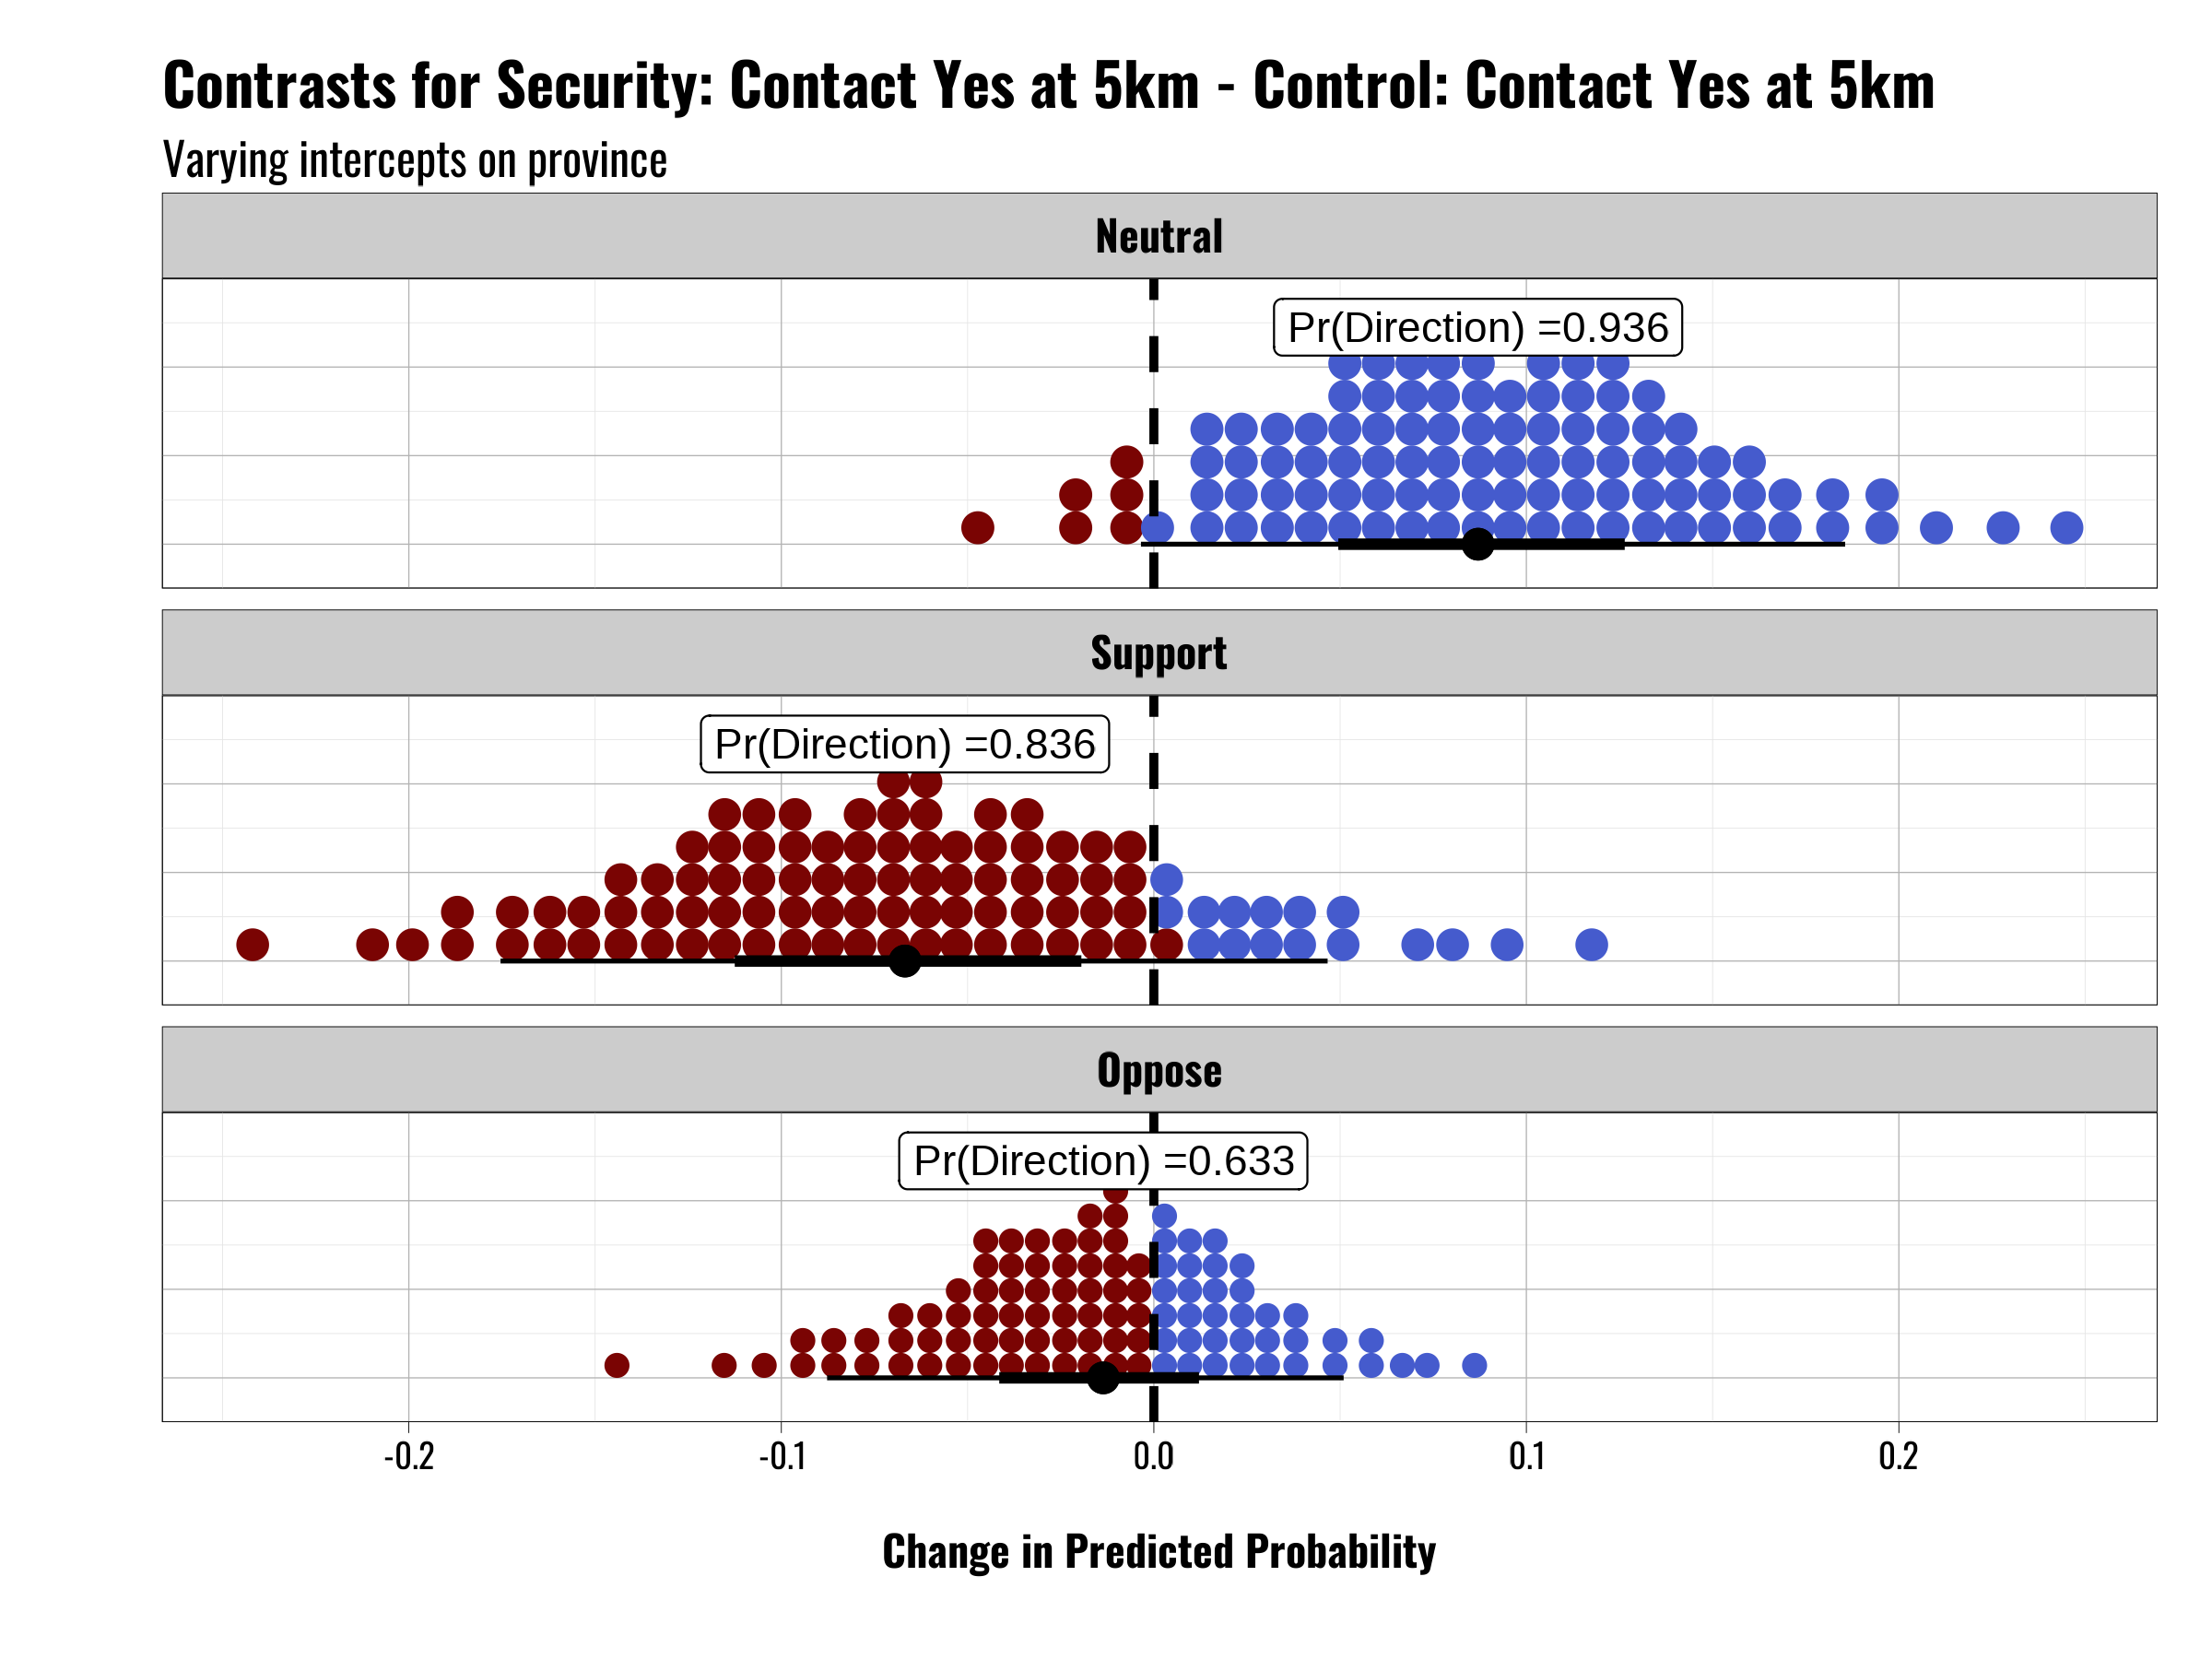 Contrasts for Security: Contact Yes at 5km - Control: Contact Yes at 5km
Varying intercepts on province
Neutral
Pr(Direction) =0.936
Support
Pr(Direction) =0.836
Oppose
Pr(Direction) =0.633
-0.2 -0.1 0.0 0.1 0.2
Change in Predicted Probability